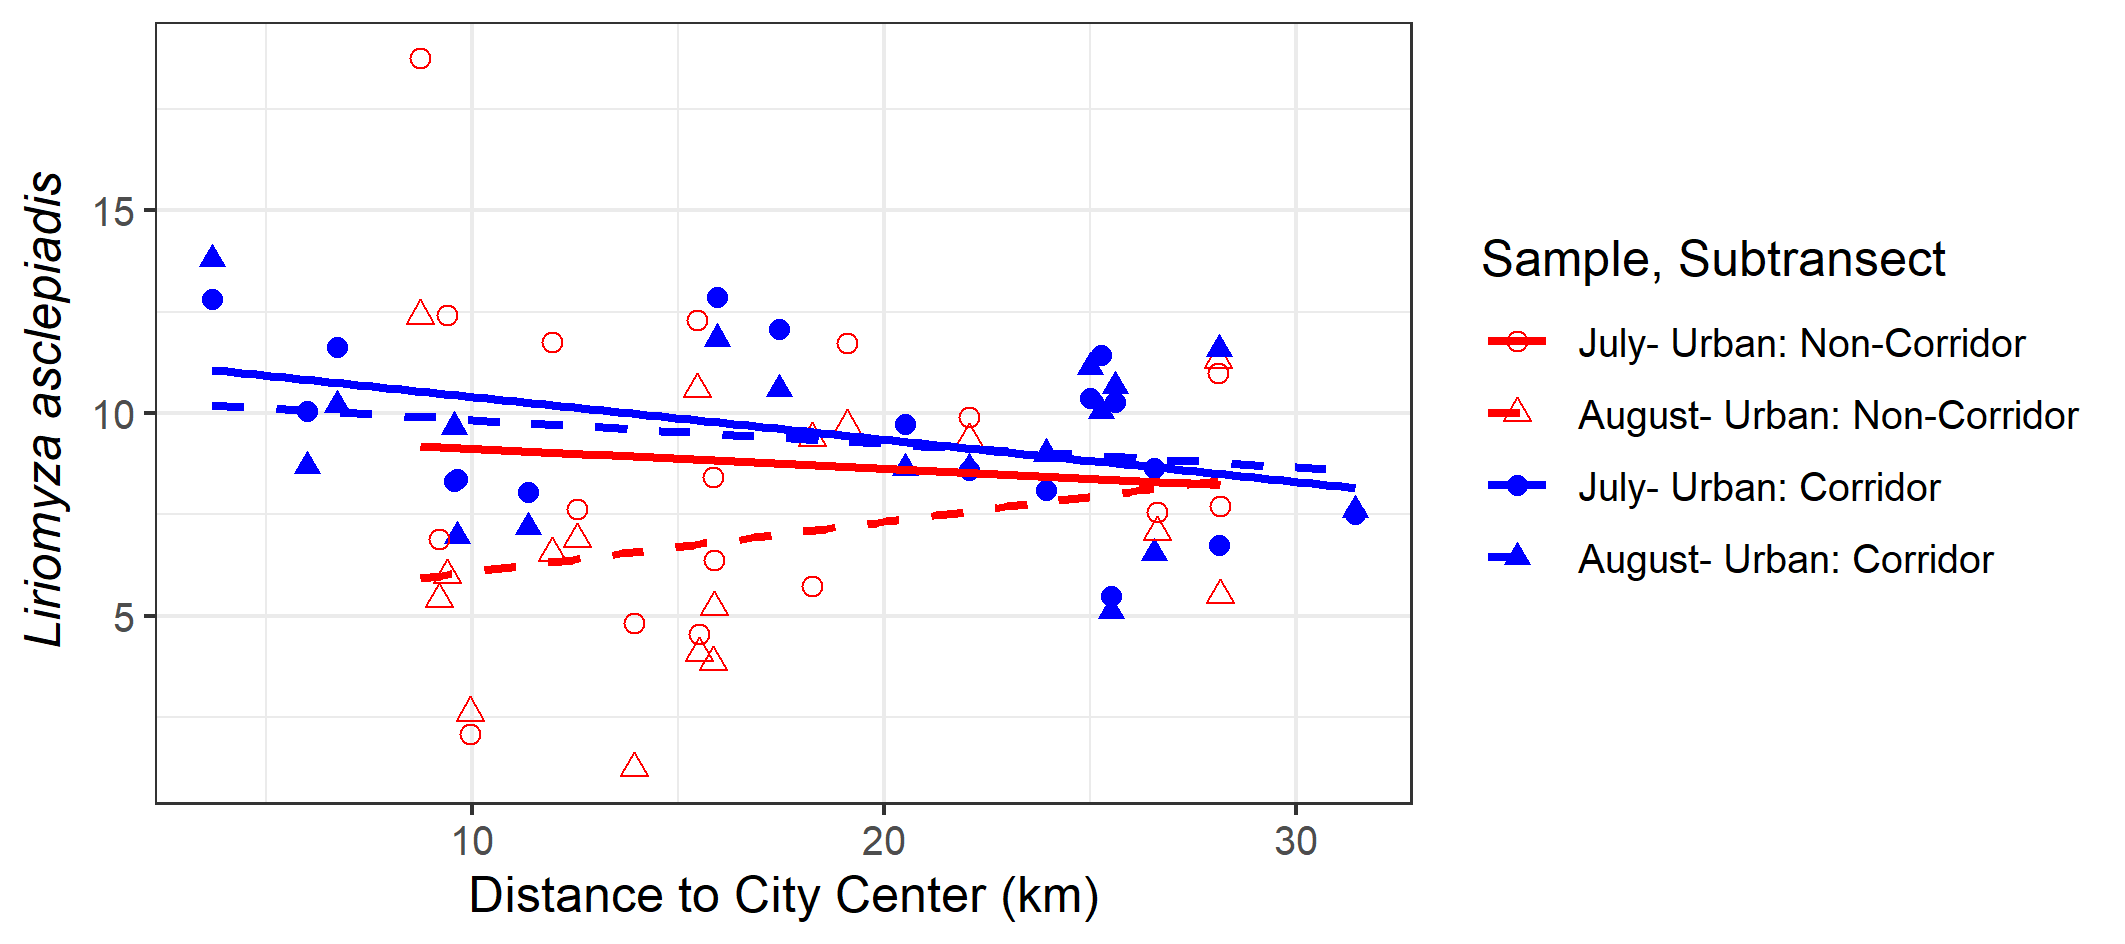 Liriomyza asclepiadis
15
10
5
10
20
30
Distance to City Center (km)
Sample, Subtransect
July- Urban: Non-Corridor
August- Urban: Non-Corridor
July- Urban: Corridor
August- Urban: Corridor